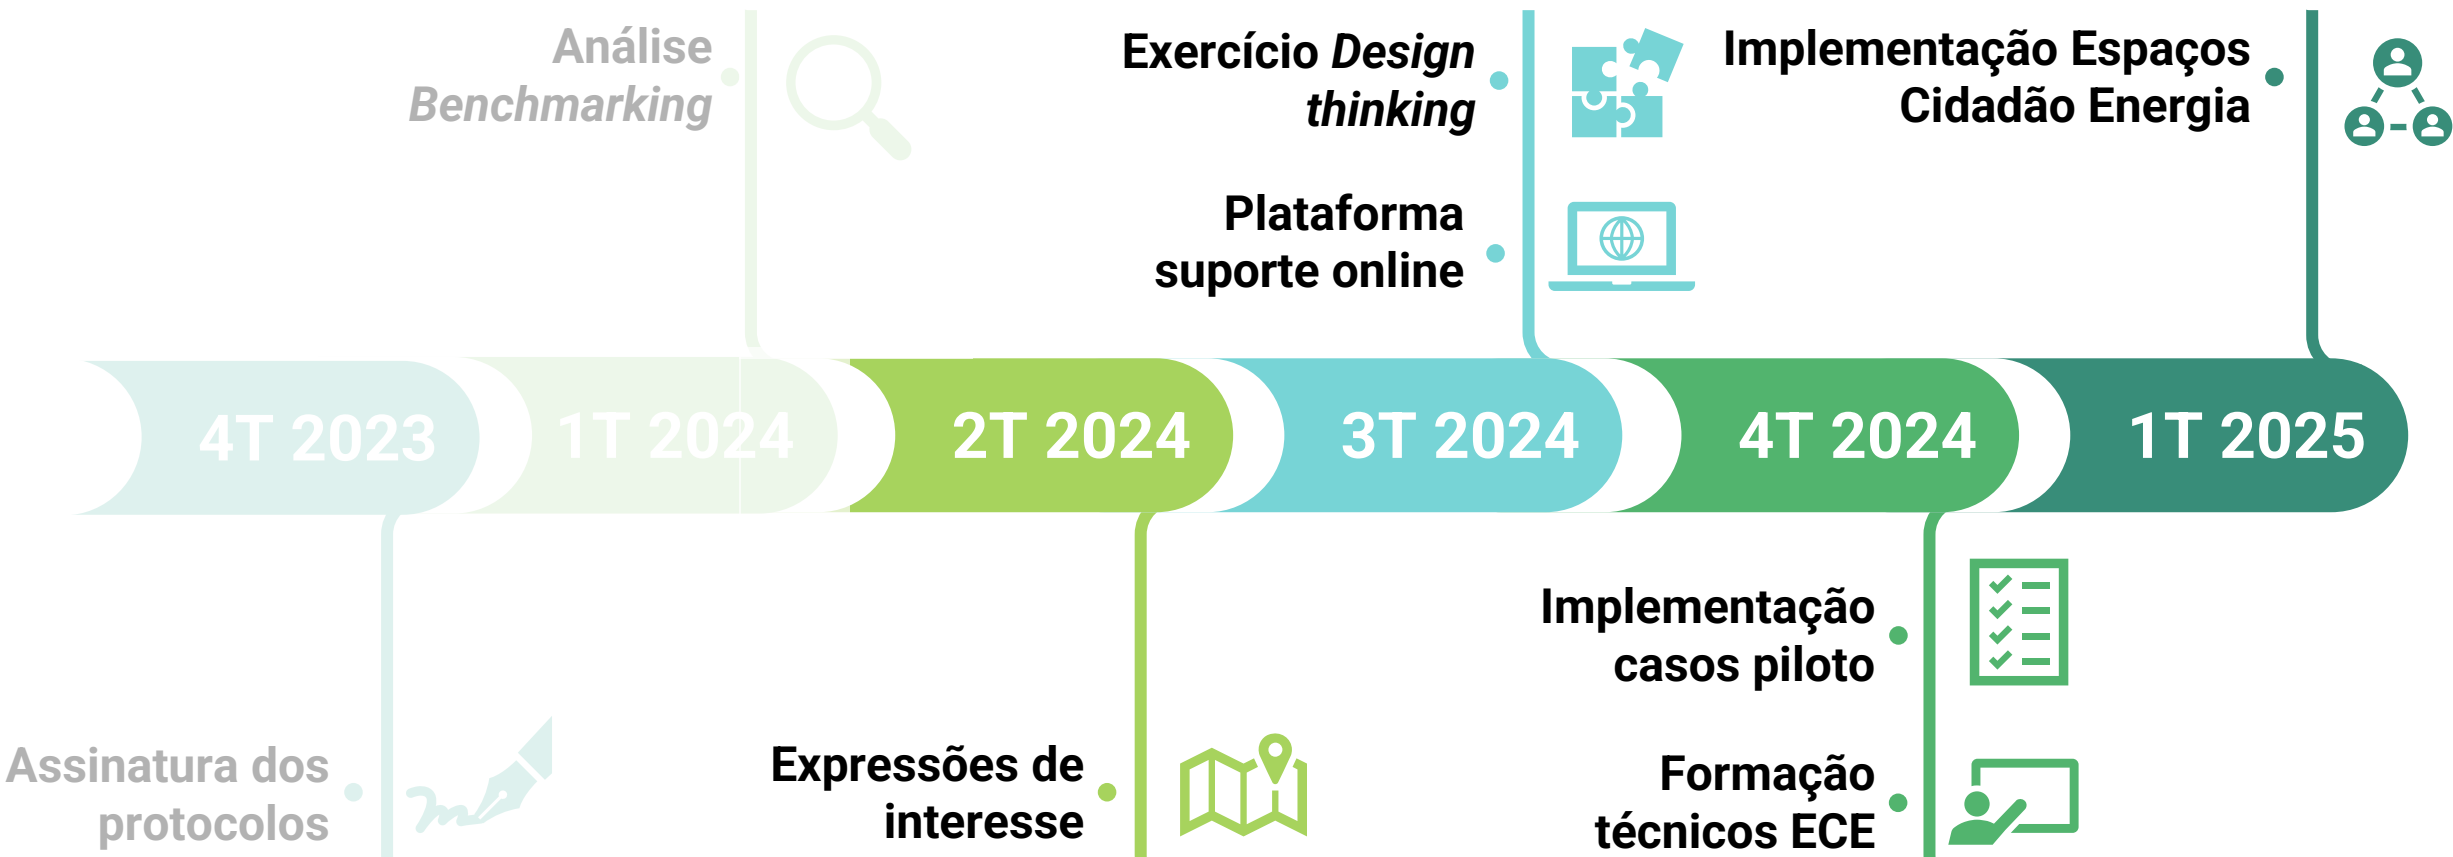 Análise
Benchmarking
Exercício Design
thinking
Plataforma
suporte online
Implementação Espaços
Cidadão Energia
4T 2023
1T 2024
2T 2024
3T 2024
4T 2024
1T 2025
Assinatura dos
protocolos
Expressões de
interesse
Implementação
casos piloto
Formação
técnicos ECE